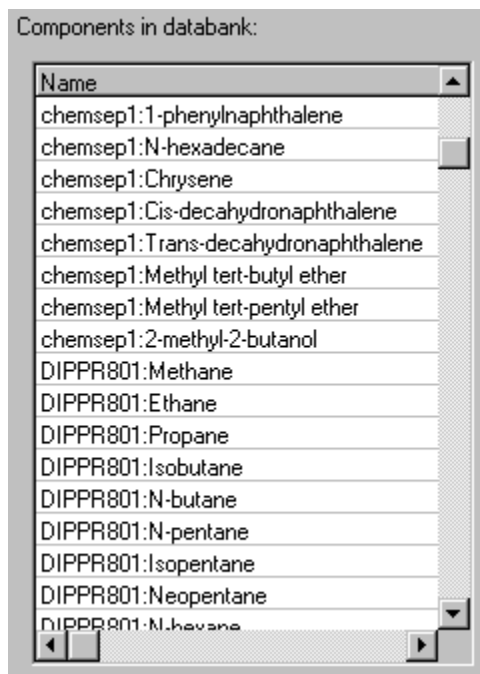 Components in databank:
Name
chemsep1:1-phenylnaphthalene
chemsep1:N-hexadecane
chemsep1:Chrysene
chemsep1:Cis-decahydronaphthalene
chemsep1:Trans-decahydronaphthalene
chemsep1:Methyl tert-butyl ether
chemsep1:Methyl tert-pentyl ether
chemsep1:2-methyl-2-butanol
DIPPR801:Methane
DIPPR801:Ethane
DIPPR801:Propane
DIPPR801:Isobutane
DIPPR801:N-butane
DIPPR801:N-pentane
DIPPR801:Isopentane
DIPPR801:Neopentane
DIPPR801:N-hexane